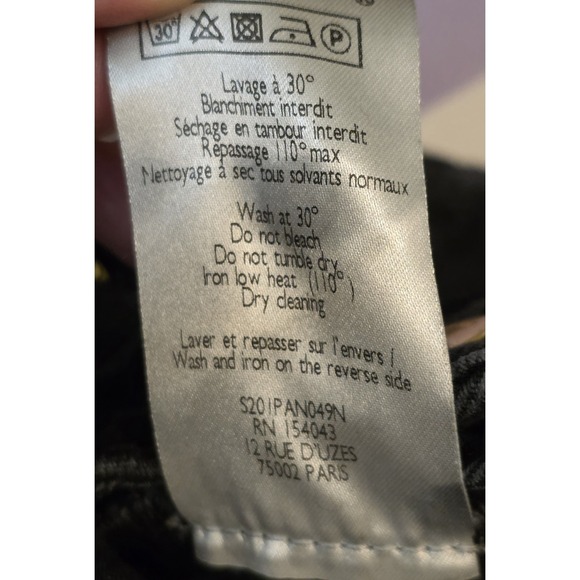 30°
P
Lavage à 30°
Blanchiment interdit
Séchage en tambour interdit
Repassage 110° max
Nettoyage à sec tous solvants normaux
Wash at 30°
Do not bleach
Do not tumble dry
Iron low heat (110°)
Dry cleaning
Laver et repasser sur l'envers /
Wash and iron on the reverse side
S201PAN049N
RN 154043
12 RUE D'UZES
75002 PARIS